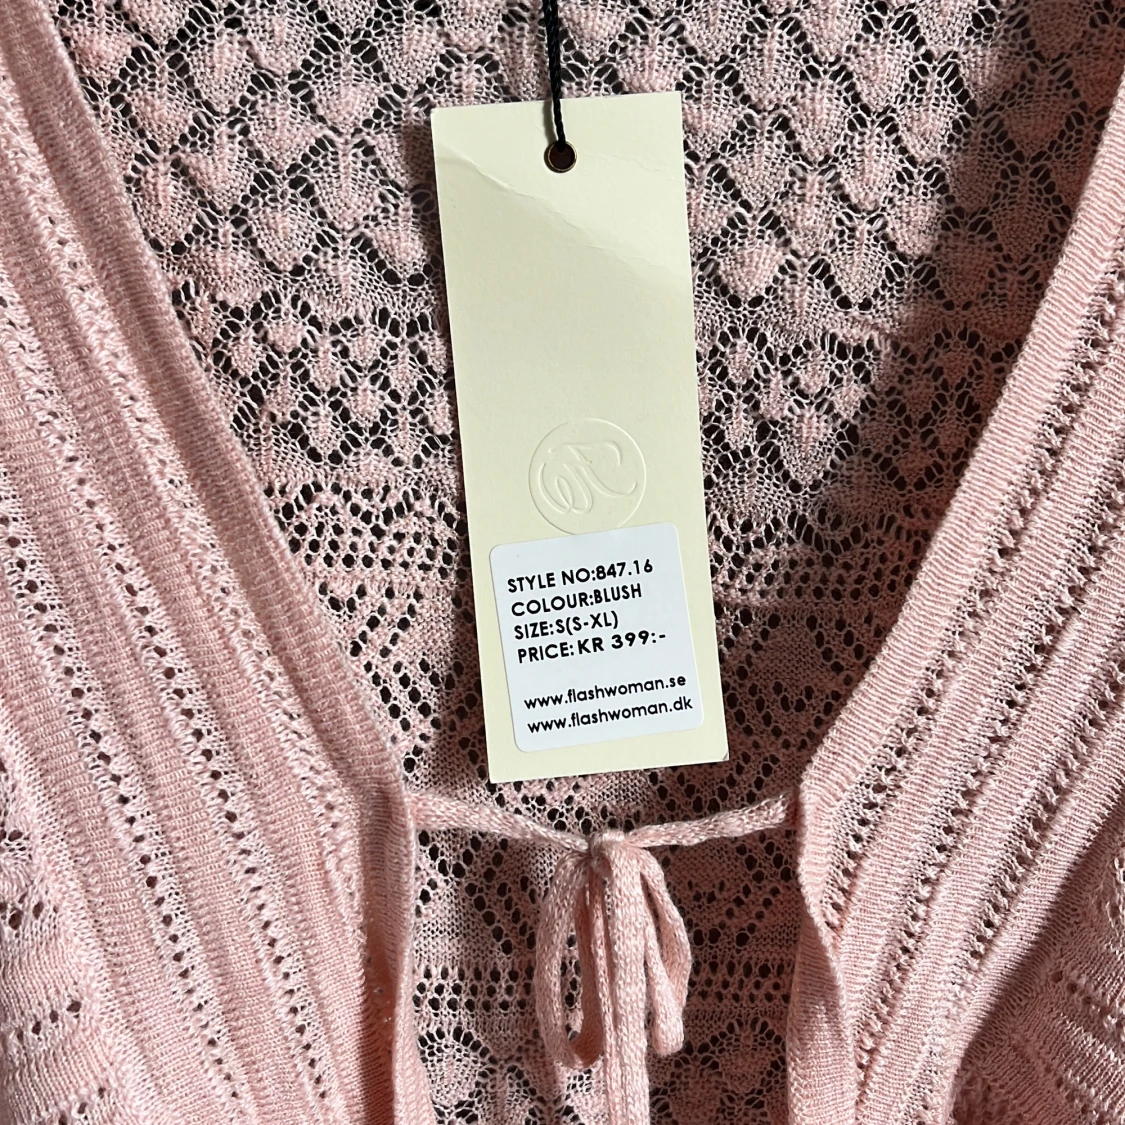 STYLE NO:847.16
COLOUR:BLUSH
SIZE:S(S-XL)
PRICE: KR 399:-
www.flashwoman.se
www.flashwoman.dk